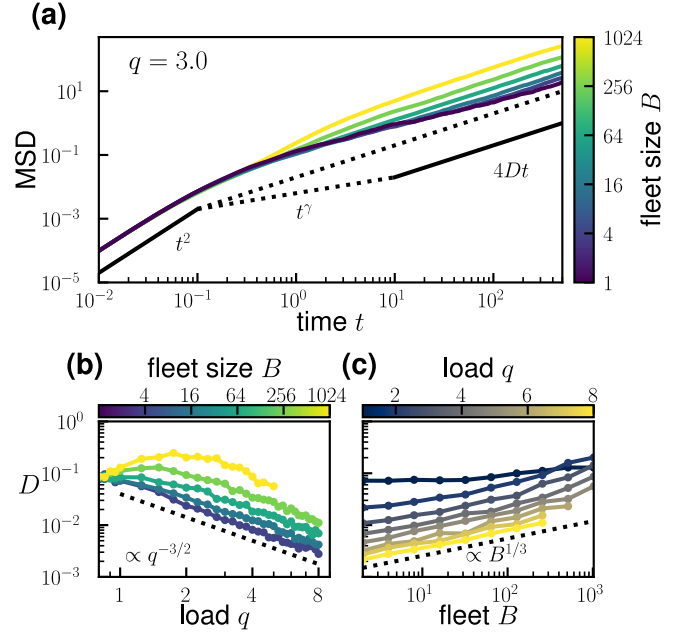 (a)
q = 3.0
MSD
10^1
10^-1
10^-3
10^-5
t^2
t^γ
4Dt
10^-2 10^-1 10^0 10^1 10^2
time t
1024
256
64
16
4
fleet size B
(b) fleet size B
4 16 64 256 1024
10^0
10^-1
10^-2
10^-3
D
∝ q^-3/2
1 2 4 8
load q
(c) load q
2 4 6 8
∝ B^1/3
10^1 10^2 10^3
fleet B